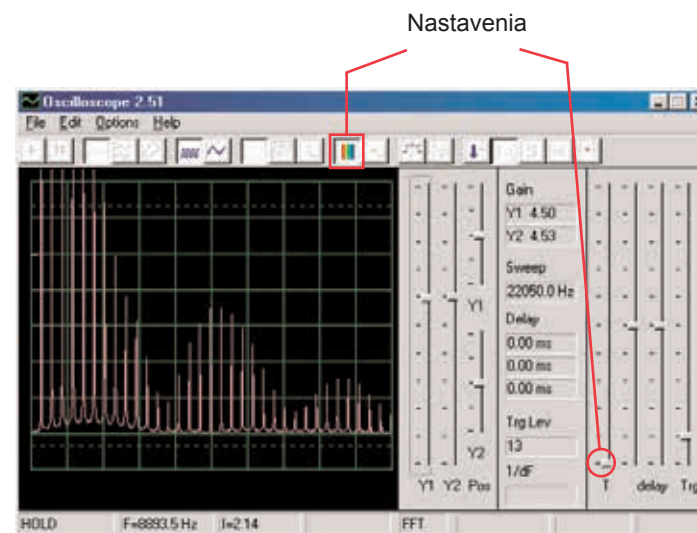 Nastavenia
Oscilloscope 2.51
File Edit Options Help
Gain
Y1 4.50
Y2 4.53
Sweep
22050.0 Hz
Delay
0.00 ms
0.00 ms
0.00 ms
Trg Lev
13
1/dF
Y1
Y2
Y1 Y2 Pos
T delay Trg
HOLD F=8893.5 Hz I=2.14 FFT